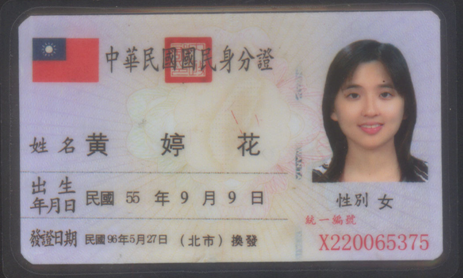 中華民國國民身分證
姓名 黄 婷 花
出生年月日 民國 55 年 9 月 9 日
性別 女
統一編號
X220065375
發證日期 民國96年5月27日 (北市) 換發